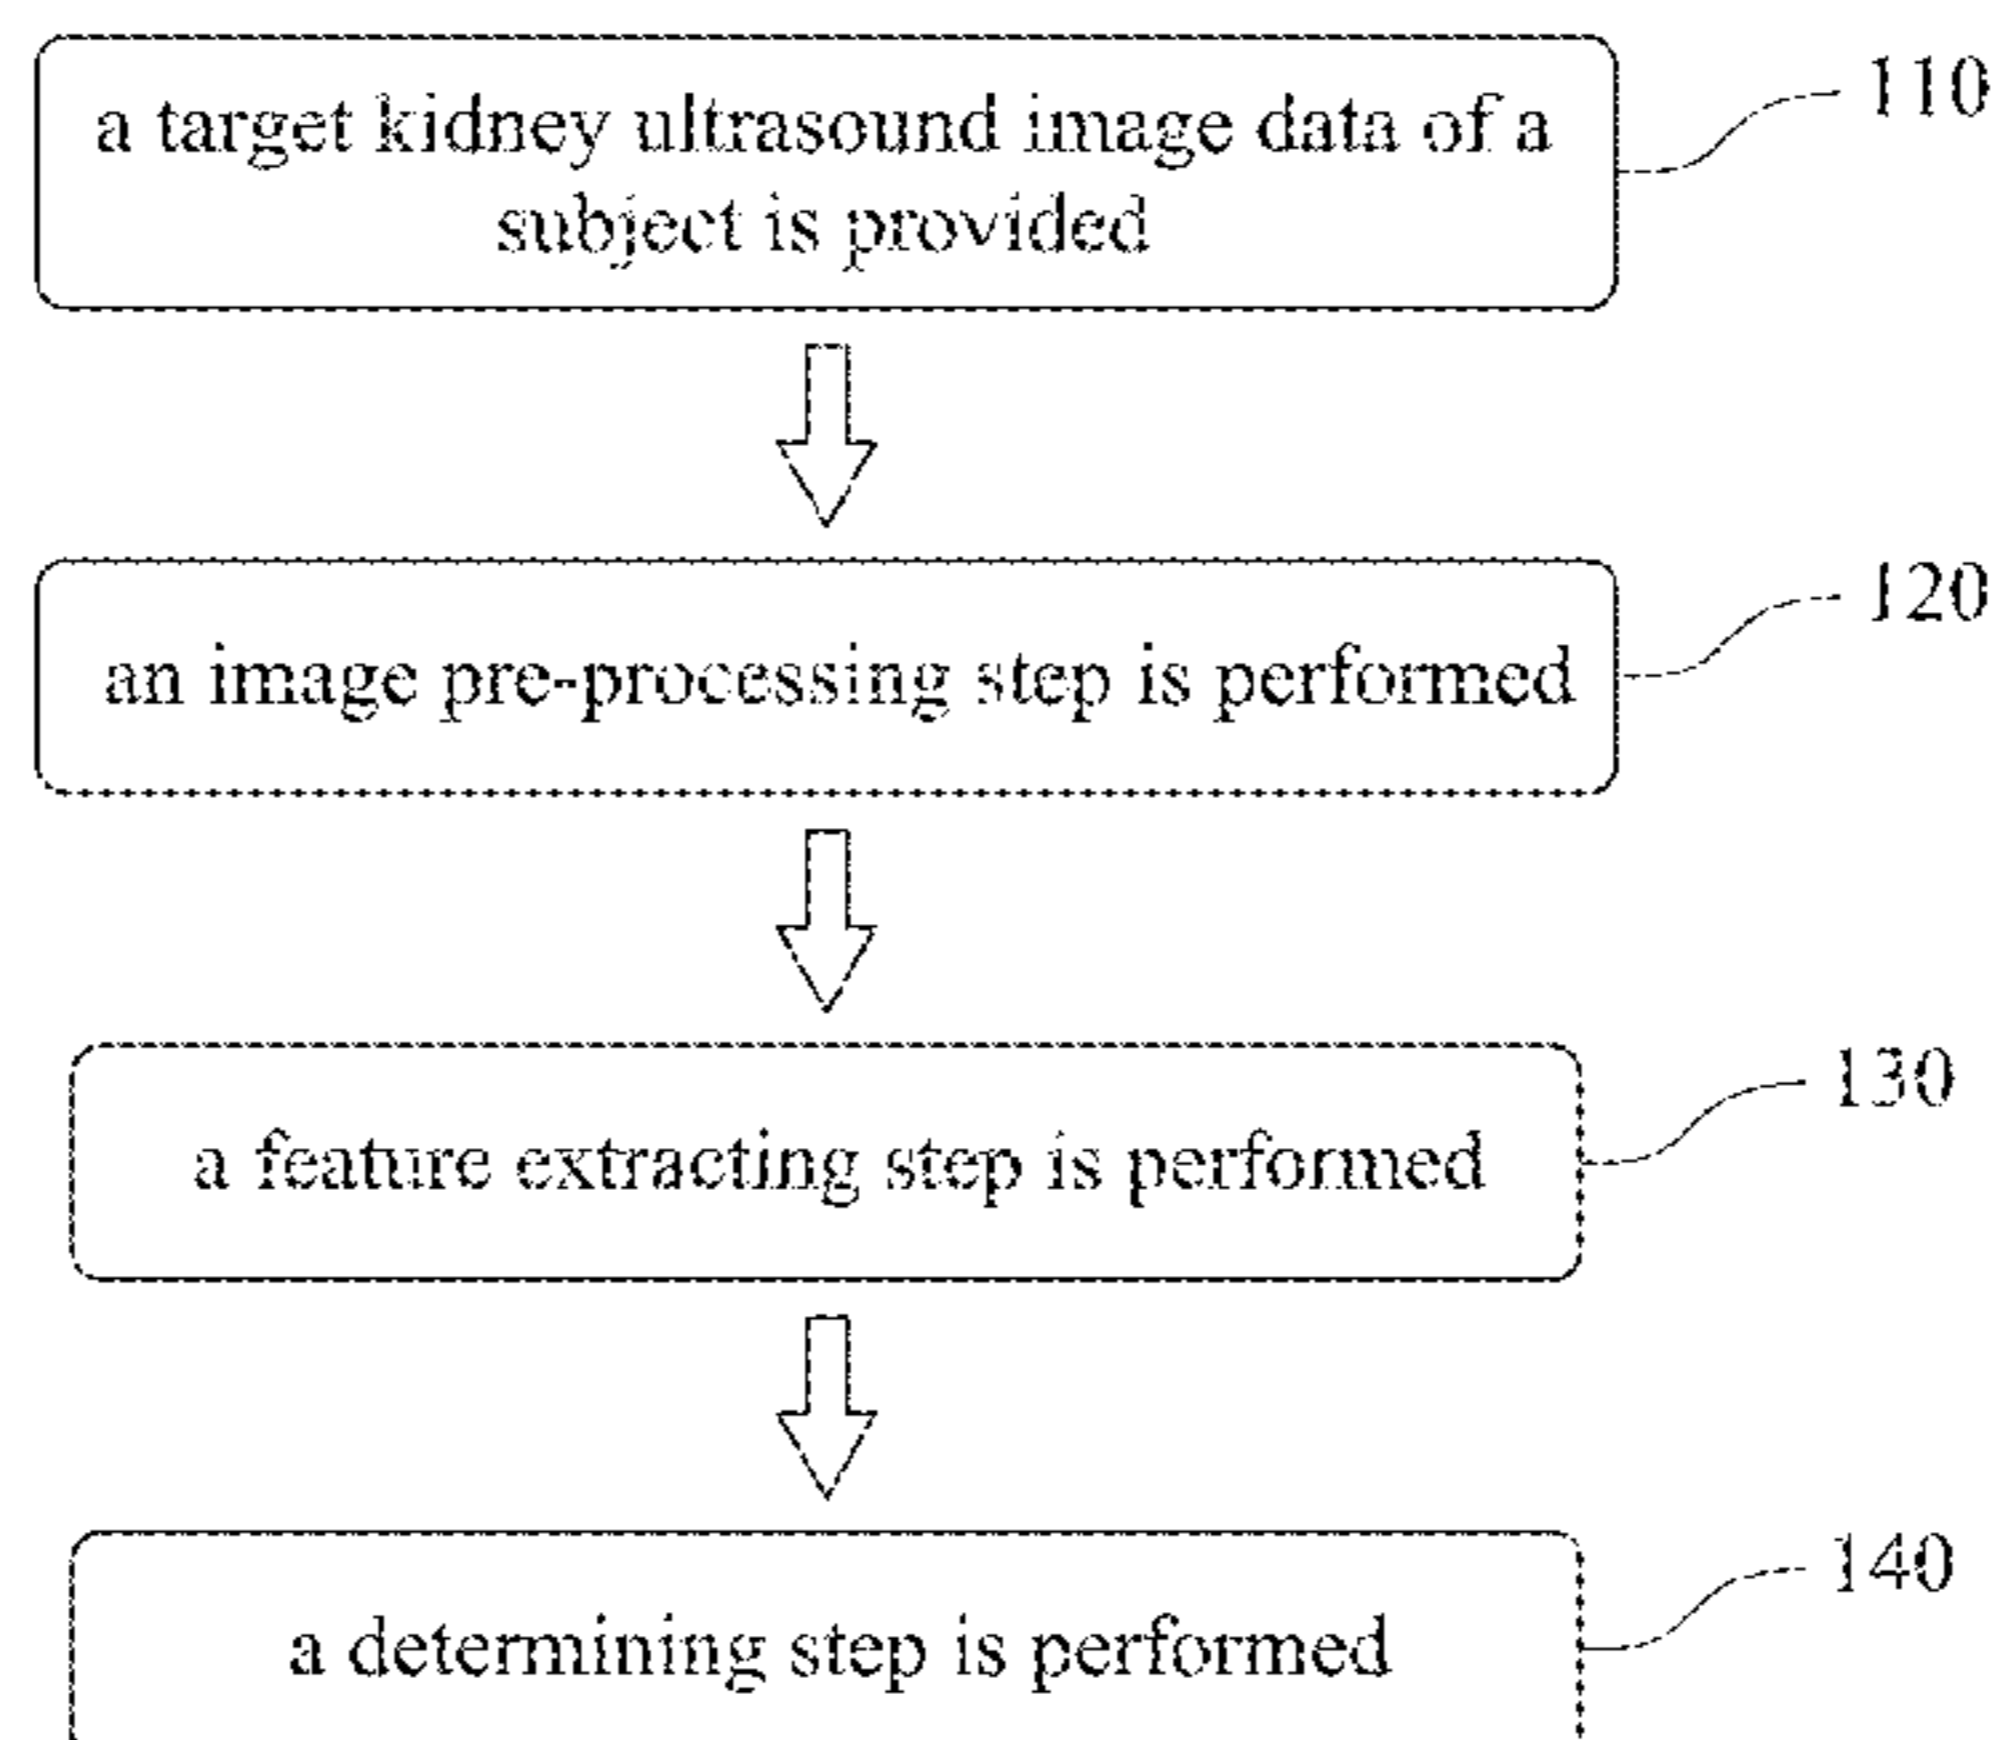 a target kidney ultrasound image data of a
subject is provided
110
an image pre-processing step is performed
120
a feature extracting step is performed
130
a determining step is performed
140